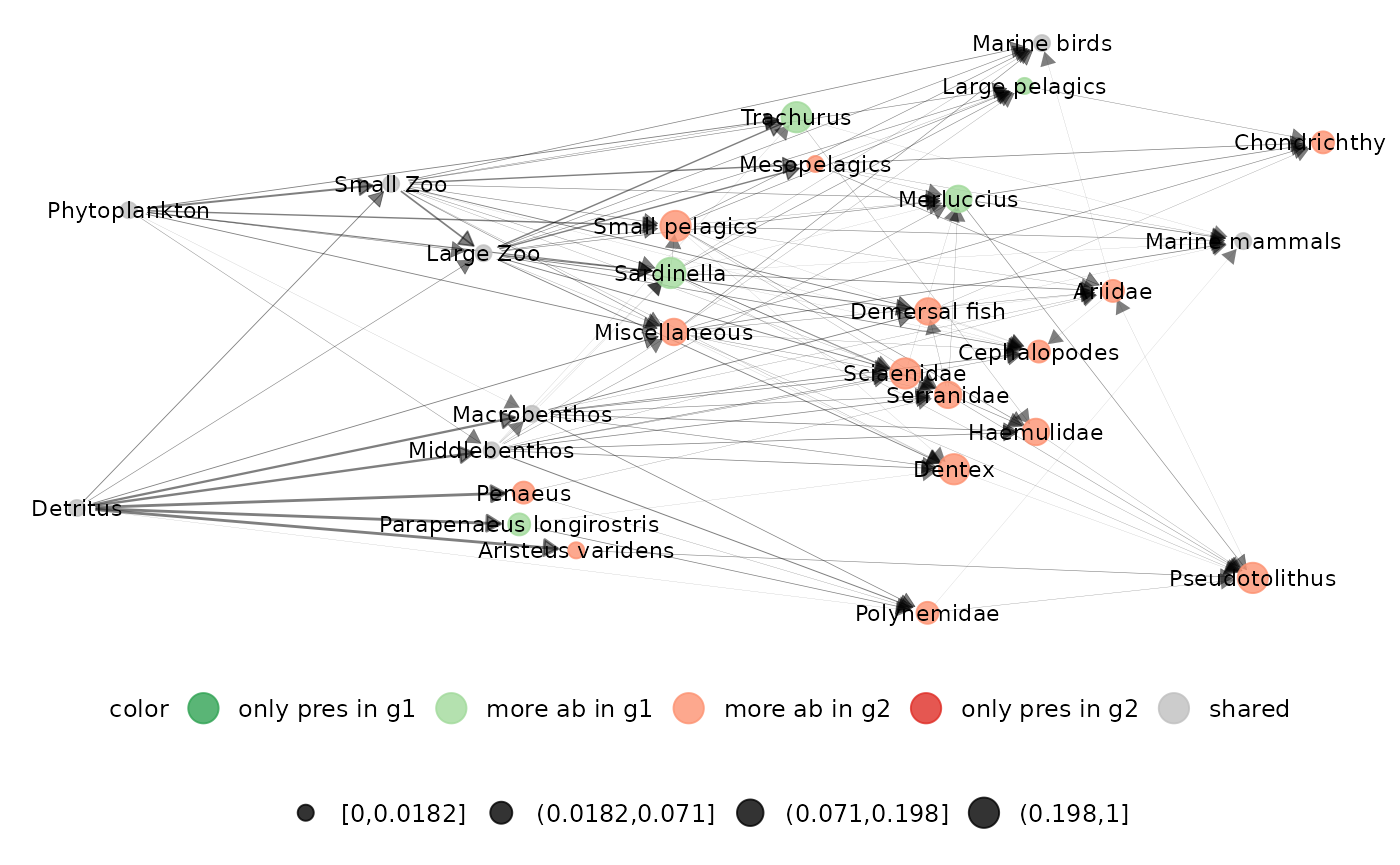 Marine birds
Large pelagics
Trachurus
Chondrichthy
Mesopelagics
Small Zoo
Merluccius
Phytoplankton
Small pelagics
Marine mammals
Large Zoo
Sardinella
Ariidae
Demersal fish
Miscellaneous
Cephalopodes
Sciaenidae
Serranidae
Macrobenthos
Haemulidae
Middlebenthos
Dentex
Penaeus
Detritus
Parapenaeus longirostris
Aristeus varidens
Pseudotolithus
Polynemidae
color only pres in g1 more ab in g1 more ab in g2 only pres in g2 shared
[0,0.0182] (0.0182,0.071] (0.071,0.198] (0.198,1]